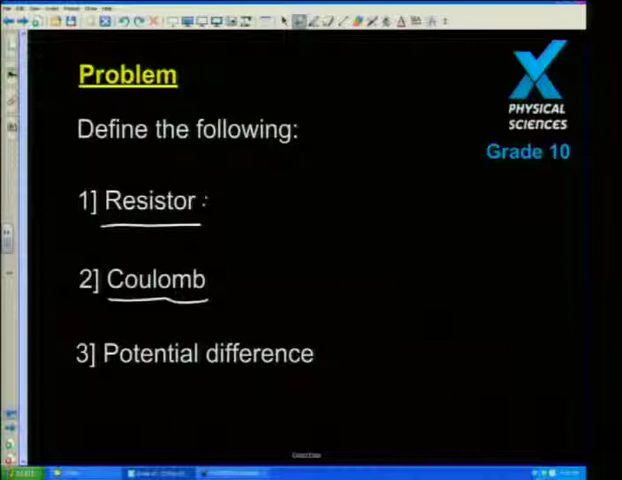 Problem
PHYSICAL
SCIENCES
Define the following:
Grade 10
1] Resistor :
2] Coulomb
3] Potential difference